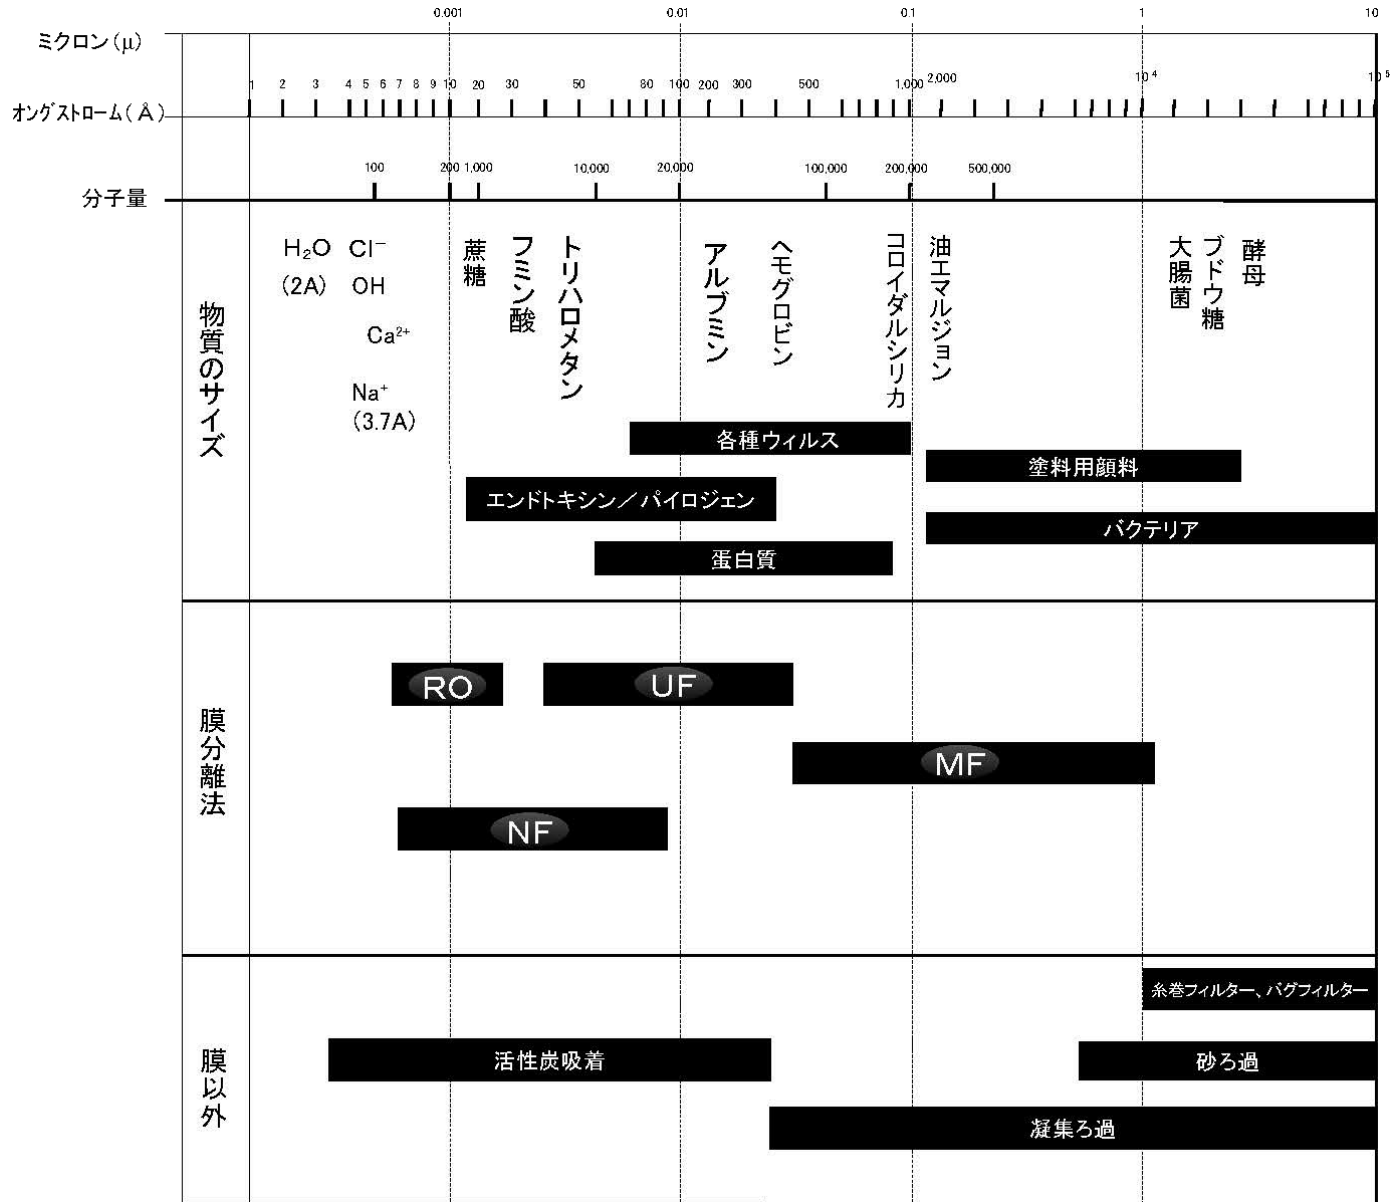 0.001 0.01 0.1 1 10
ミクロン(μ)
1 2 3 4 5 6 7 8 9 10 20 30 50 80 100 200 300 500 1,000 2,000 10⁴ 10⁵
オングストローム(Å)
100 200 1,000 10,000 20,000 100,000 200,000 500,000
分子量
物質のサイズ
H₂O
(2A)
Cl⁻
OH
Ca²⁺
Na⁺
(3.7A)
蔗糖
フミン酸
トリハロメタン
アルブミン
ヘモグロビン
コロイダルシリカ
油エマルジョン
大腸菌
ブドウ糖
酵母
各種ウィルス
塗料用顔料
エンドトキシン/パイロジェン
バクテリア
蛋白質
膜分離法
RO
UF
MF
NF
膜以外
糸巻フィルター、バグフィルター
活性炭吸着
砂ろ過
凝集ろ過